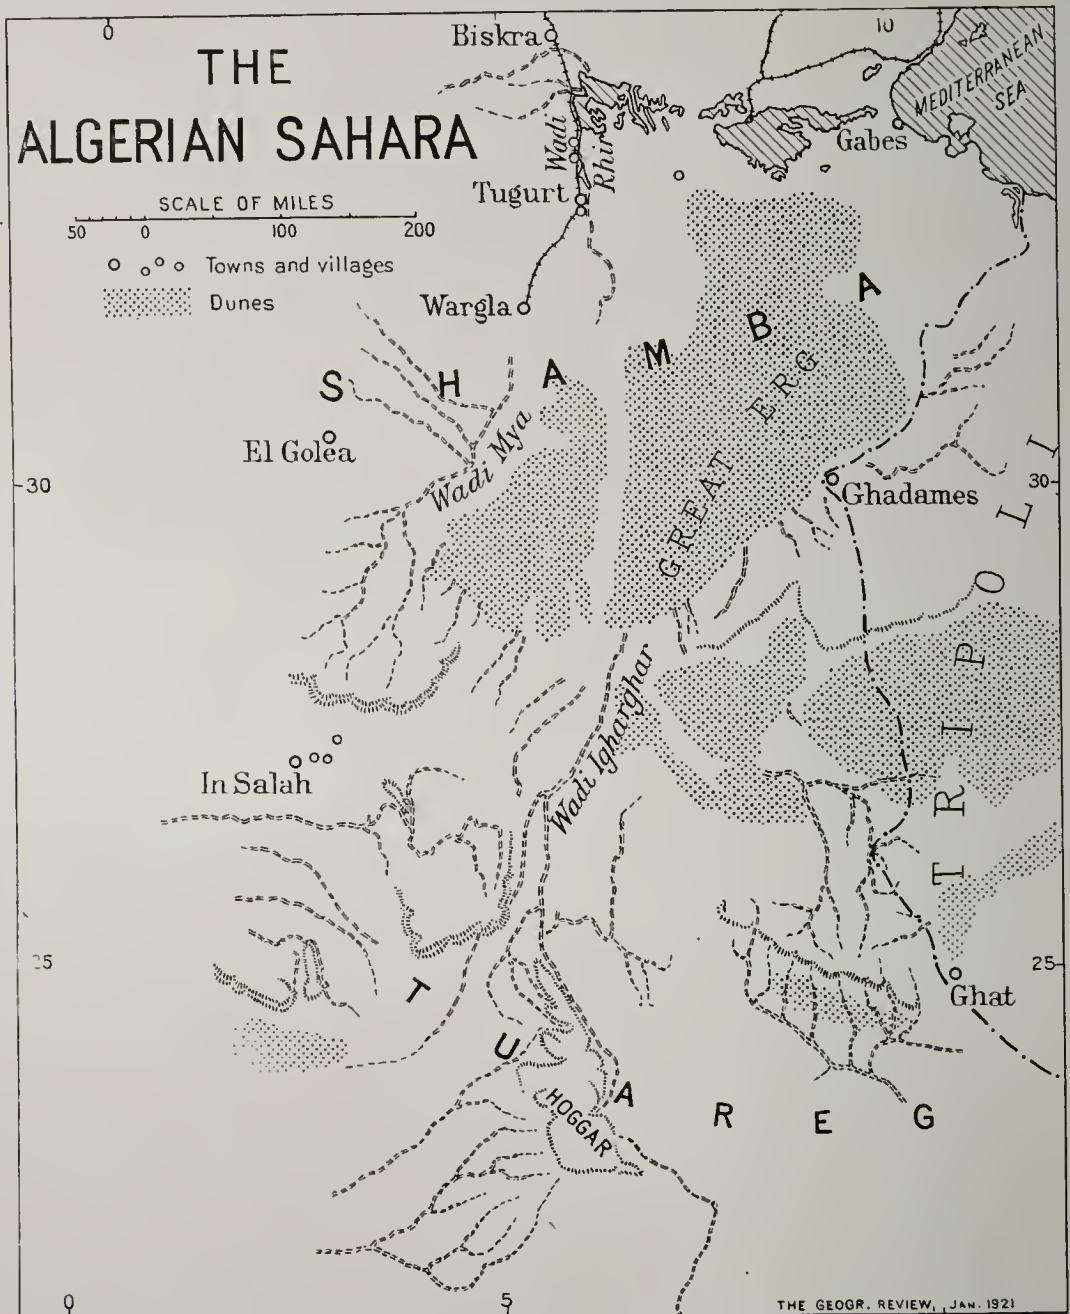 0
10
THE
ALGERIAN SAHARA
SCALE OF MILES
50 0 100 200
Towns and villages
Dunes
Biskra
MEDITERRANEAN
SEA
Gabes
Wadi Rhir
Tugurt
Wargla
SHAMBA
El Golea
Wadi Mya
GREAT ERG
30
30
Ghadames
TRIPOLI
Wadi Igharghar
In Salah
25
25
Ghat
TUAREG
HOGGAR
0
5
THE GEOGR. REVIEW, JAN. 1921